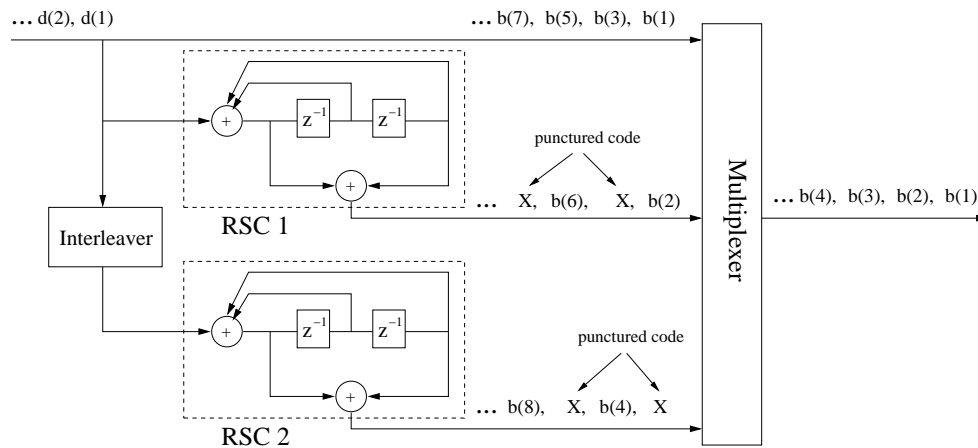 ... d(2), d(1)
... b(7), b(5), b(3), b(1)
+
z⁻¹
z⁻¹
punctured code
+
... X, b(6), X, b(2)
RSC 1
Interleaver
Multiplexer
... b(4), b(3), b(2), b(1)
+
z⁻¹
z⁻¹
punctured code
+
... b(8), X, b(4), X
RSC 2